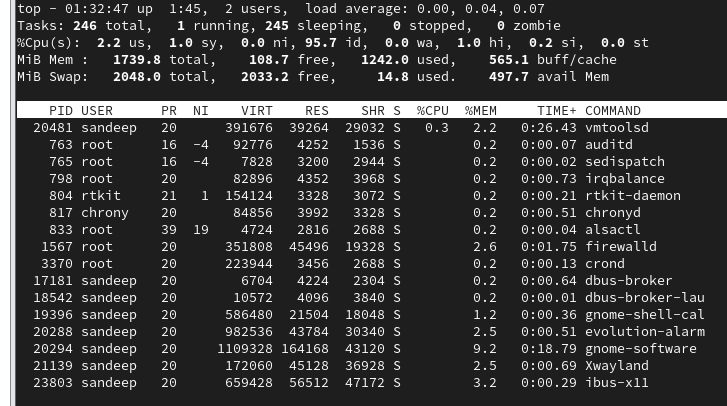 top - 01:32:47 up  1:45,  2 users,  load average: 0.00, 0.04, 0.07
Tasks: 246 total,   1 running, 245 sleeping,   0 stopped,   0 zombie
%Cpu(s):  2.2 us,  1.0 sy,  0.0 ni, 95.7 id,  0.0 wa,  1.0 hi,  0.2 si,  0.0 st
MiB Mem :   1739.8 total,    108.7 free,   1242.0 used,    565.1 buff/cache
MiB Swap:   2048.0 total,   2033.2 free,     14.8 used.    497.7 avail Mem
PID USER      PR  NI    VIRT    RES    SHR S  %CPU  %MEM     TIME+ COMMAND
20481 sandeep   20      391676  39264  29032 S   0.3   2.2   0:26.43 vmtoolsd
763 root      16  -4   92776   4252   1536 S         0.2   0:00.07 auditd
765 root      16  -4    7828   3200   2944 S         0.2   0:00.02 sedispatch
798 root      20       82896   4352   3968 S         0.2   0:00.73 irqbalance
804 rtkit     21   1  154124   3328   3072 S         0.2   0:00.21 rtkit-daemon
817 chrony    20       84856   3992   3328 S         0.2   0:00.51 chronyd
833 root      39  19    4724   2816   2688 S         0.2   0:00.04 alsactl
1567 root      20      351808  45496  19328 S         2.6   0:01.75 firewalld
3370 root      20      223944   3456   2688 S         0.2   0:00.13 crond
17181 sandeep   20        6704   4224   2304 S         0.2   0:00.64 dbus-broker
18542 sandeep   20       10572   4096   3840 S         0.2   0:00.01 dbus-broker-lau
19396 sandeep   20      586480  21504  18048 S         1.2   0:00.36 gnome-shell-cal
20288 sandeep   20      982536  43784  30340 S         2.5   0:00.51 evolution-alarm
20294 sandeep   20     1109328 164168  43120 S         9.2   0:18.79 gnome-software
21139 sandeep   20      172060  45128  36928 S         2.5   0:00.69 Xwayland
23803 sandeep   20      659428  56512  47172 S         3.2   0:00.29 ibus-x11